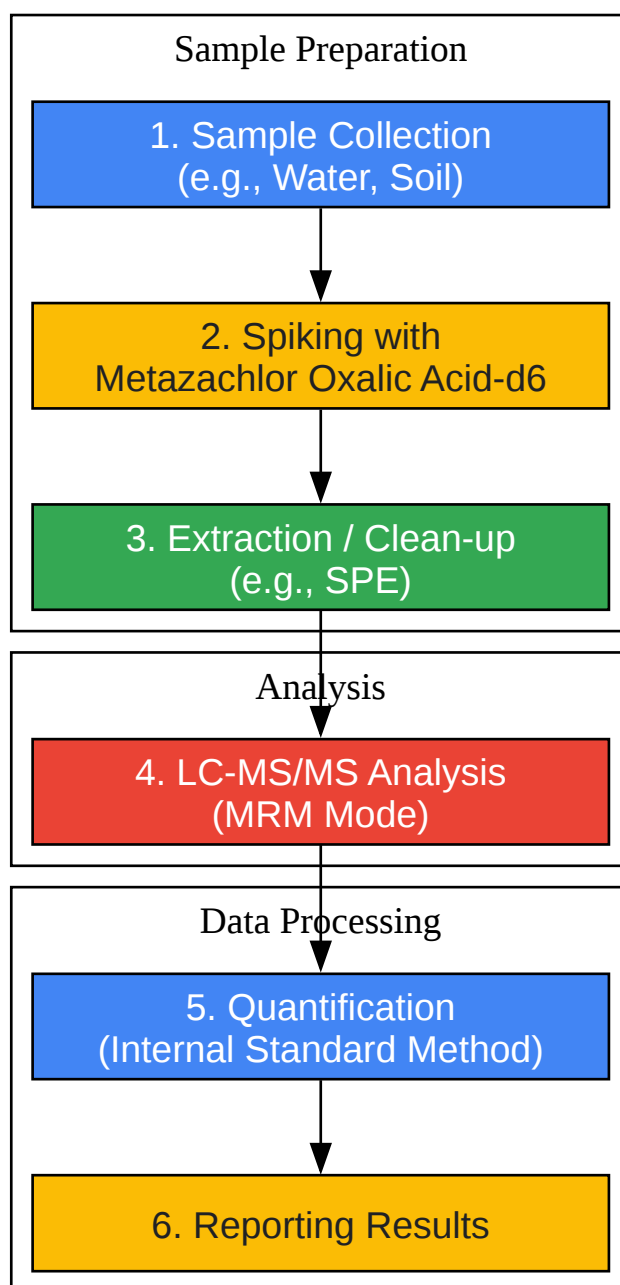 Sample Preparation
1. Sample Collection
(e.g., Water, Soil)
2. Spiking with
Metazachlor Oxalic Acid-d6
3. Extraction / Clean-up
(e.g., SPE)
Analysis
4. LC-MS/MS Analysis
(MRM Mode)
Data Processing
5. Quantification
(Internal Standard Method)
6. Reporting Results